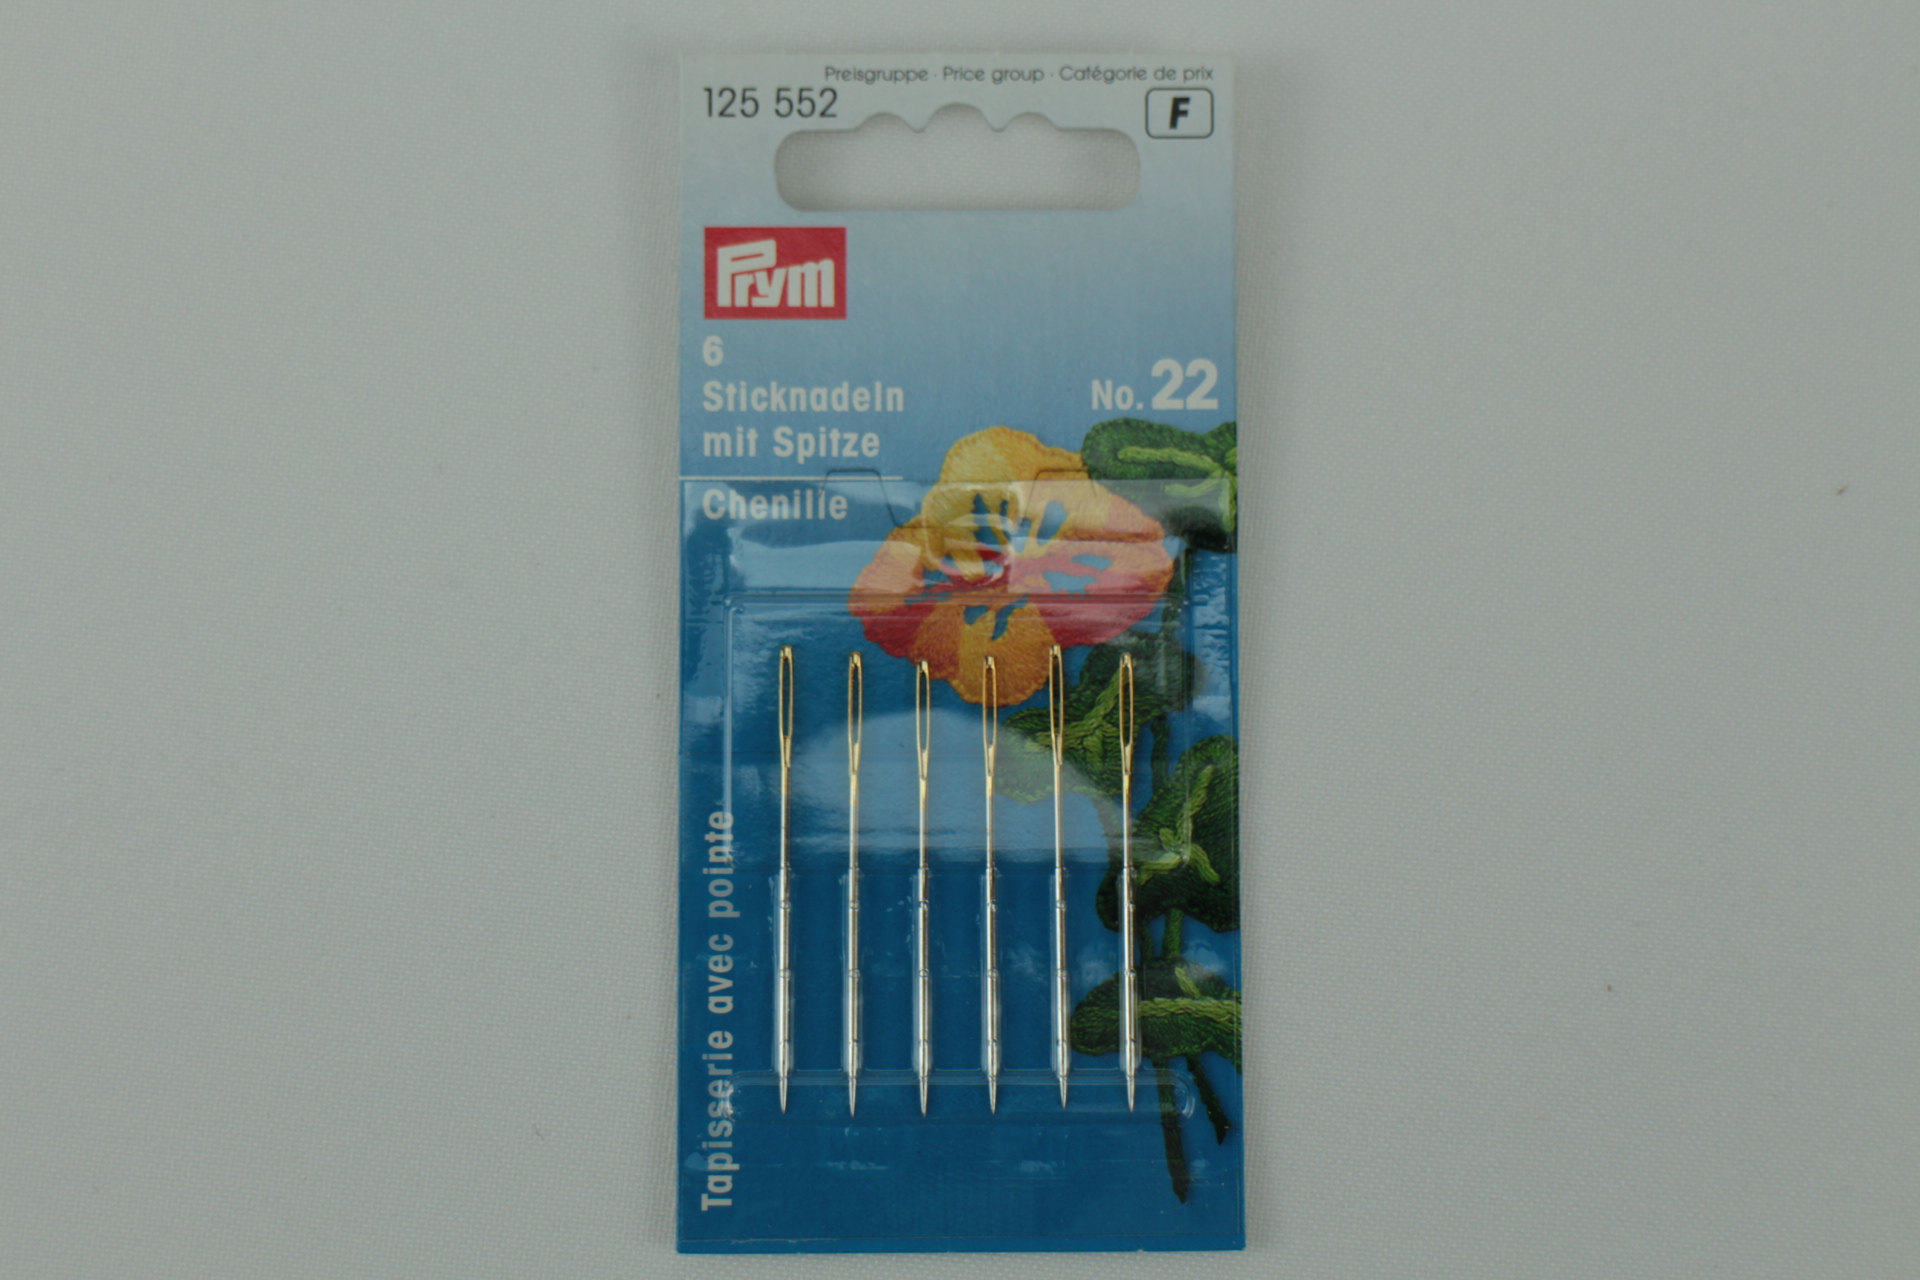 Preisgruppe · Price group · Catégorie de prix
125 552
F
Prym
6
Sticknadeln
mit Spitze
No. 22
Chenille
Tapisserie avec pointe